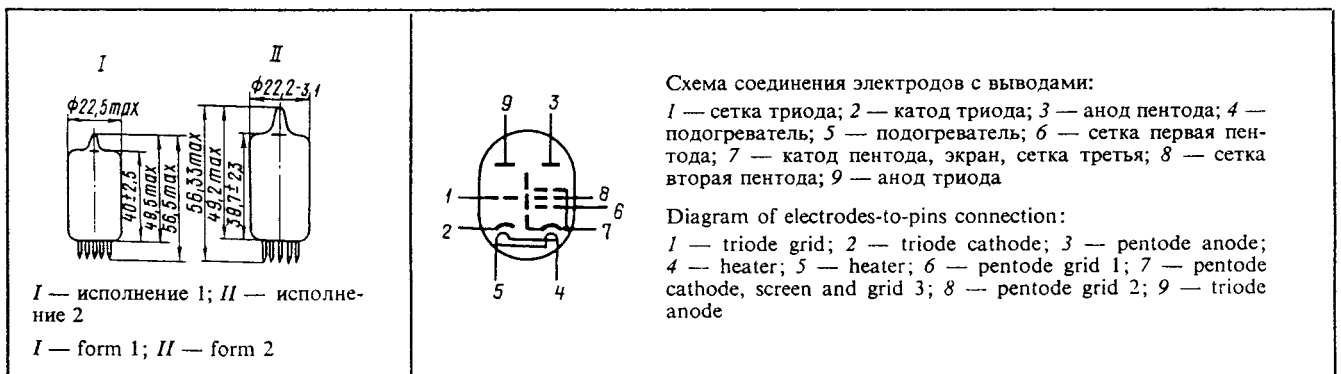 I
ϕ22,5max
40±2,5
48,5max
56,5max
II
ϕ22,2-3,1
56,33max
49,2max
38,7±2,3
I — исполнение 1; II — исполне-
ние 2
I — form 1; II — form 2
9 3
1 8
6
2 7
5 4
Схема соединения электродов с выводами:
1 — сетка триода; 2 — катод триода; 3 — анод пентода; 4 —
подогреватель; 5 — подогреватель; 6 — сетка первая пен-
тода; 7 — катод пентода, экран, сетка третья; 8 — сетка
вторая пентода; 9 — анод триода
Diagram of electrodes-to-pins connection:
1 — triode grid; 2 — triode cathode; 3 — pentode anode;
4 — heater; 5 — heater; 6 — pentode grid 1; 7 — pentode
cathode, screen and grid 3; 8 — pentode grid 2; 9 — triode
anode